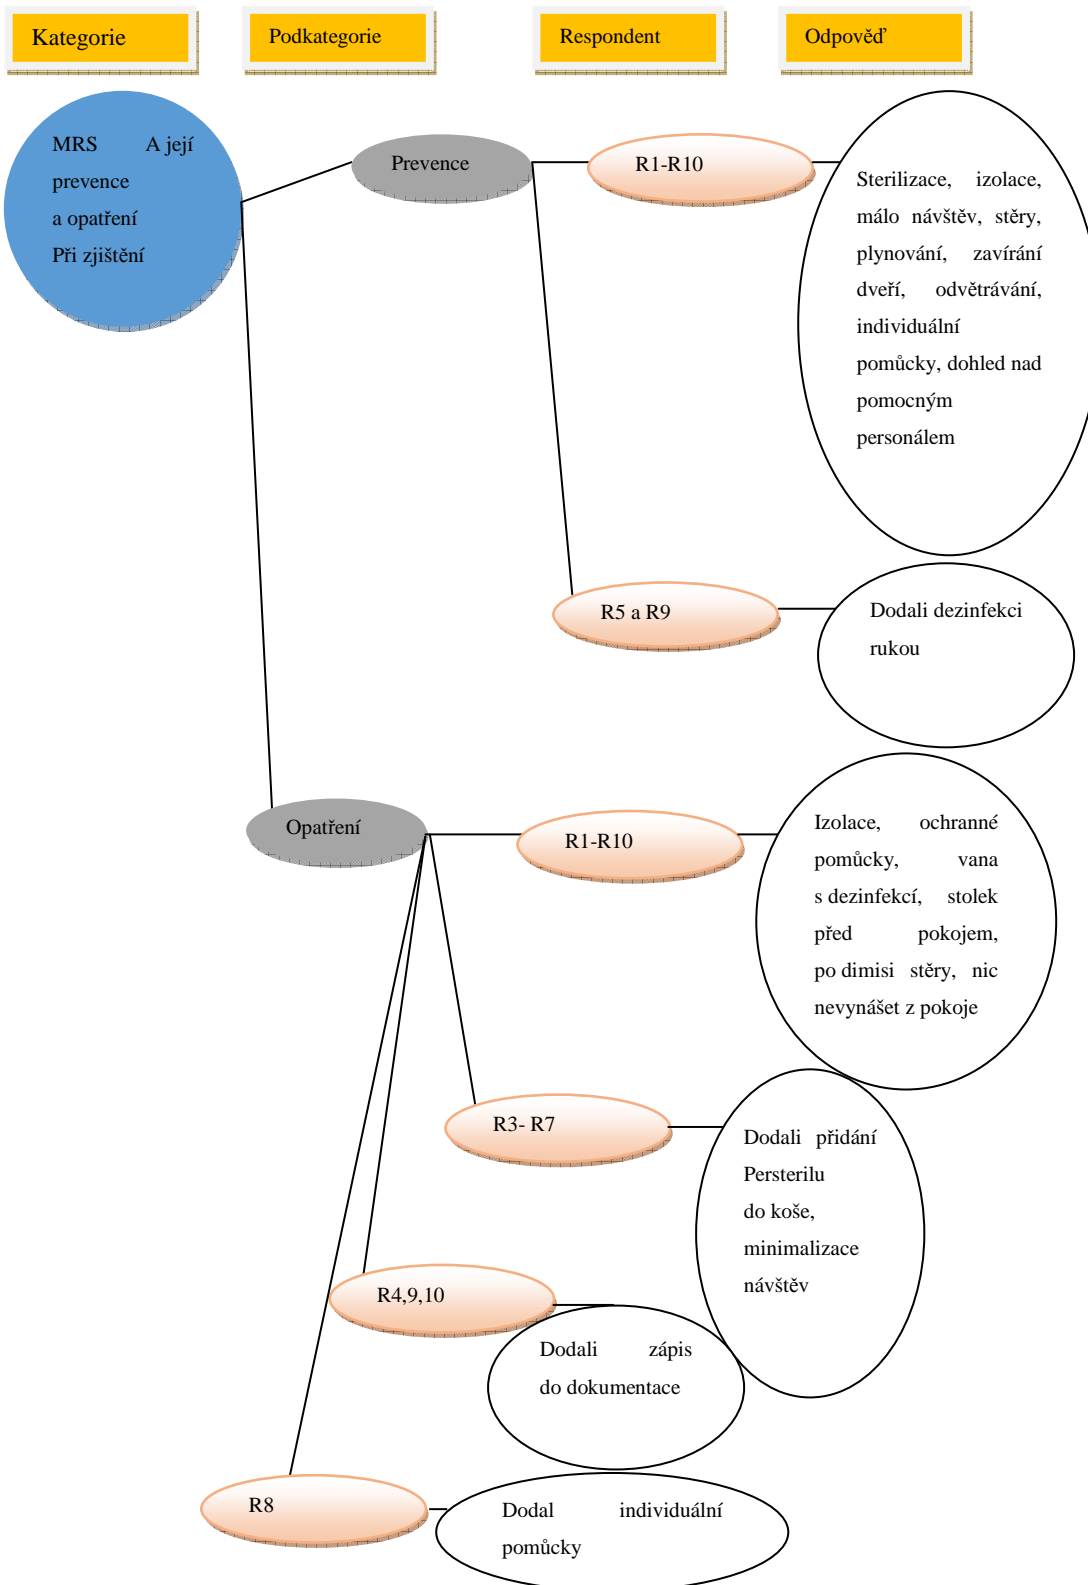 Kategorie
Podkategorie
Respondent
Odpověď
MRS A její
prevence
a opatření
Při zjištění
Prevence
R1-R10
Sterilizace, izolace,
málo návštěv, stěry,
plynování, zavírání
dveří, odvětrávání,
individuální
pomůcky, dohled nad
pomocným
personálem
R5 a R9
Dodali dezinfekci
rukou
Opatření
R1-R10
Izolace, ochranné
pomůcky, vana
s dezinfekcí, stolek
před pokojem,
po dimisi stěry, nic
nevynášet z pokoje
R3- R7
Dodali přidání
Persterilu
do koše,
minimalizace
návštěv
R4,9,10
Dodali zápis
do dokumentace
R8
Dodal individuální
pomůcky